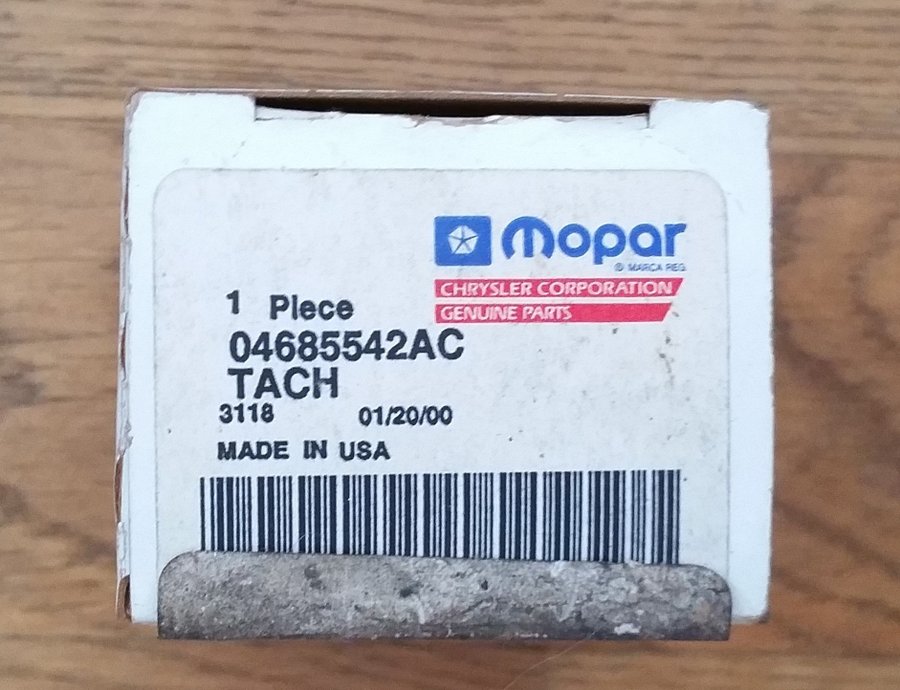 Mopar
® MARCA REG.
CHRYSLER CORPORATION
GENUINE PARTS
1 Piece
04685542AC
TACH
3118 01/20/00
MADE IN USA